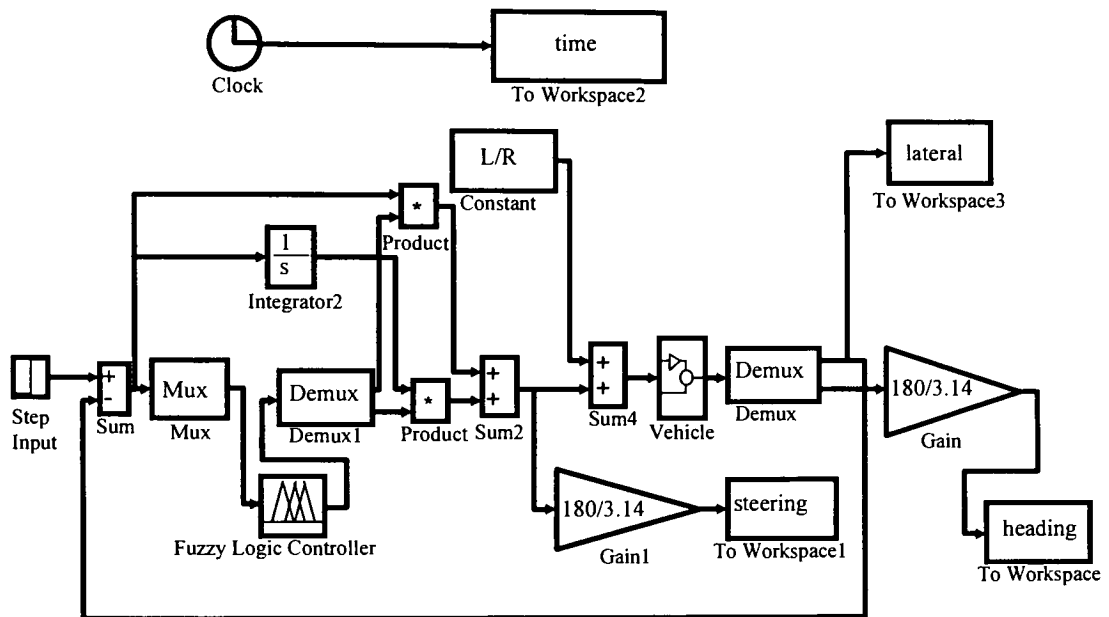 time
Clock
To Workspace2
L/R
Constant
lateral
To Workspace3
*
Product
1
s
Integrator2
Step
Input
+
-
Sum
Mux
Mux
Demux
Demux1
*
Product
+
+
Sum2
+
+
Sum4
Vehicle
Demux
Demux
180/3.14
Gain
Fuzzy Logic Controller
180/3.14
Gain1
steering
To Workspace1
heading
To Workspace